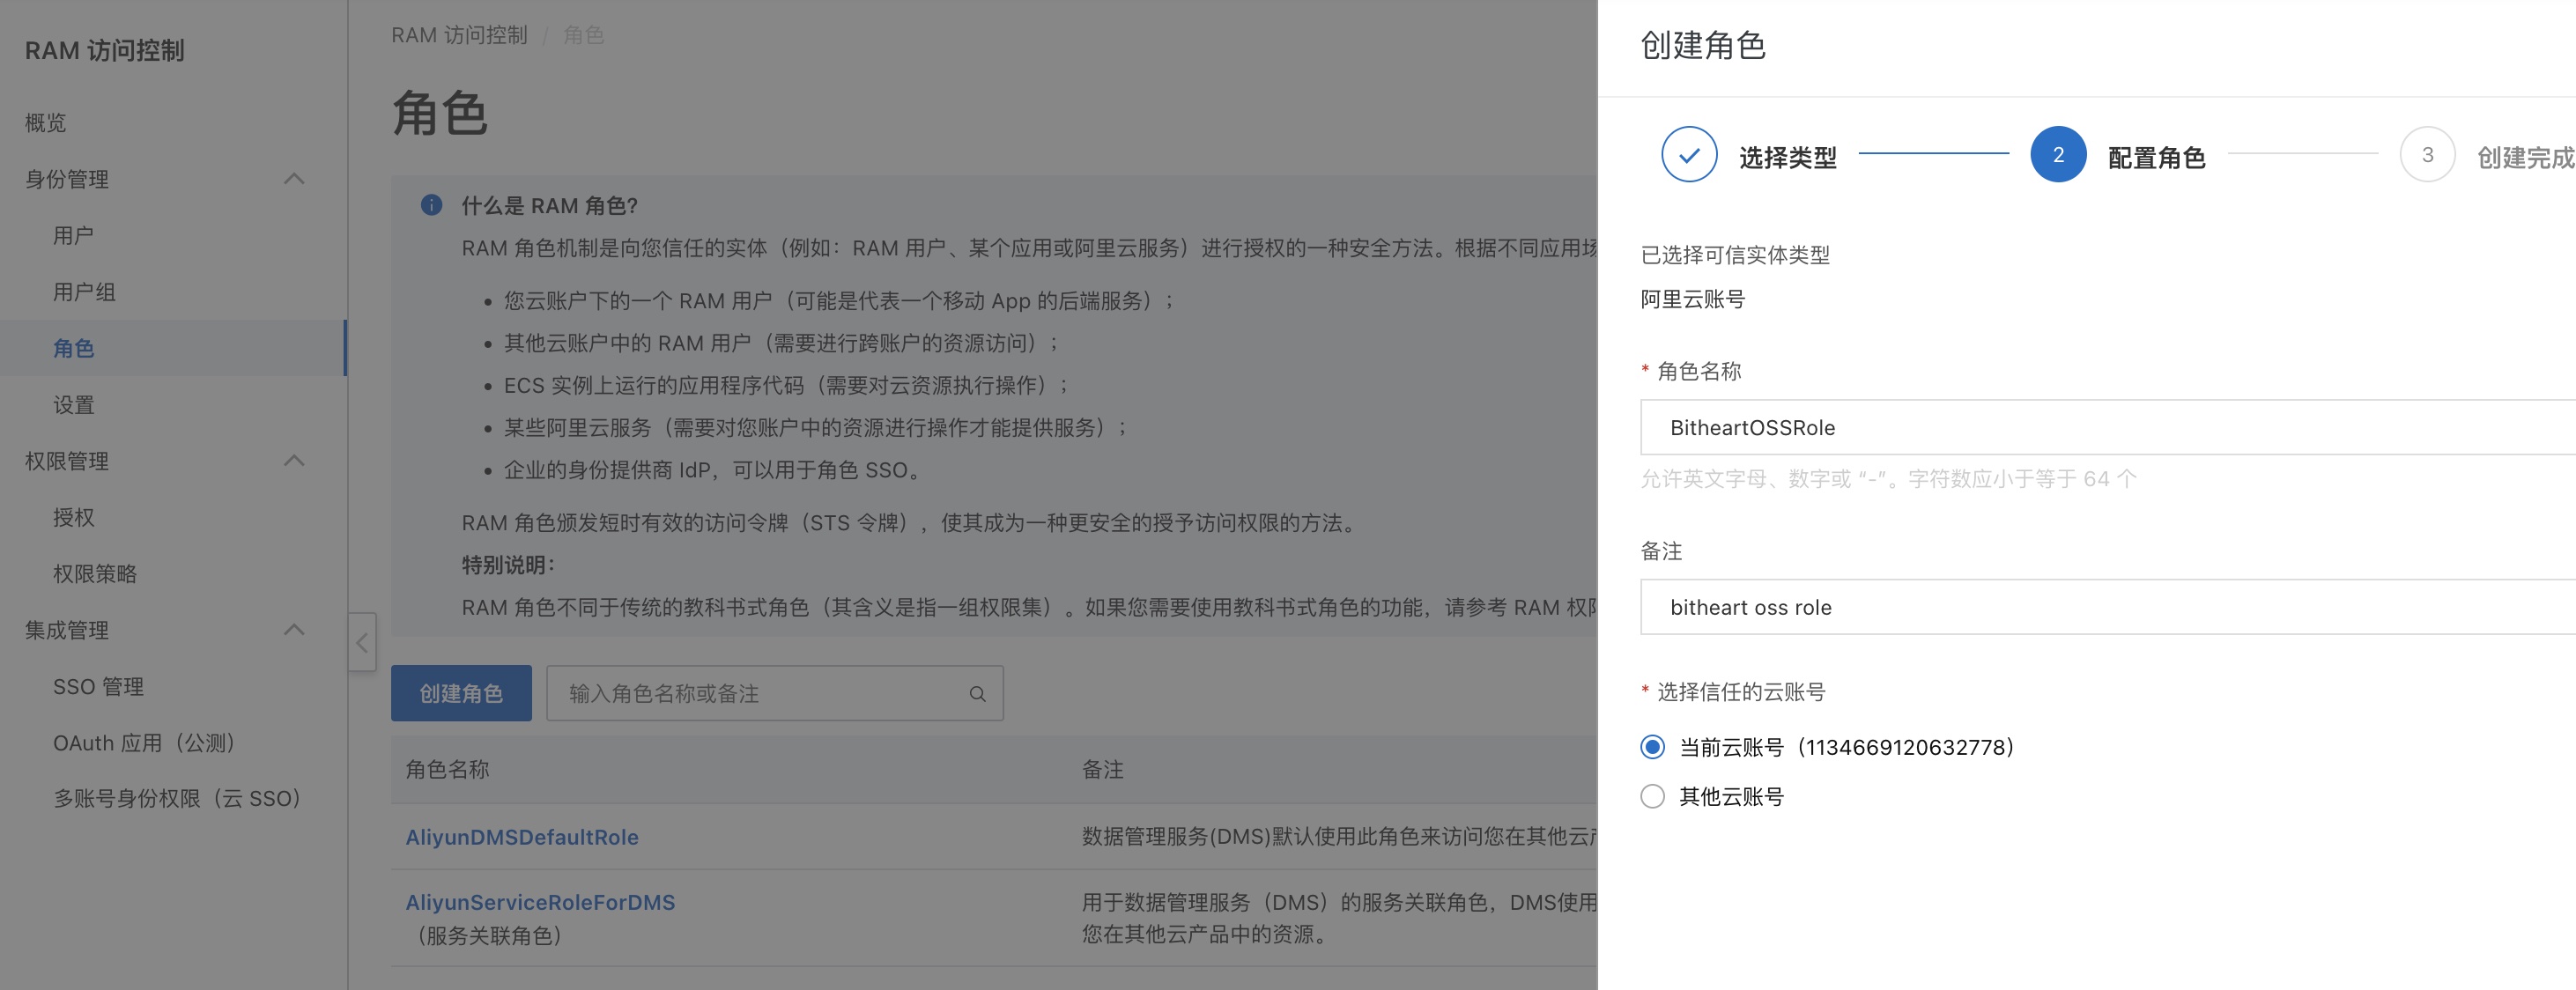 RAM 访问控制
概览
身份管理
用户
用户组
角色
设置
权限管理
授权
权限策略
集成管理
SSO 管理
OAuth 应用（公测）
多账号身份权限（云 SSO）
RAM 访问控制 / 角色
角色
什么是 RAM 角色?
RAM 角色机制是向您信任的实体（例如：RAM 用户、某个应用或阿里云服务）进行授权的一种安全方法。根据不同应用场
• 您云账户下的一个 RAM 用户（可能是代表一个移动 App 的后端服务）;
• 其他云账户中的 RAM 用户（需要进行跨账户的资源访问）;
• ECS 实例上运行的应用程序代码（需要对云资源执行操作）;
• 某些阿里云服务（需要对您账户中的资源进行操作才能提供服务）;
• 企业的身份提供商 IdP，可以用于角色 SSO。
RAM 角色颁发短时有效的访问令牌（STS 令牌），使其成为一种更安全的授予访问权限的方法。
特别说明：
RAM 角色不同于传统的教科书式角色（其含义是指一组权限集）。如果您需要使用教科书式角色的功能，请参考 RAM 权
创建角色
输入角色名称或备注
角色名称 备注
AliyunDMSDefaultRole 数据管理服务(DMS)默认使用此角色来访问您在其他云
AliyunServiceRoleForDMS 用于数据管理服务（DMS）的服务关联角色，DMS使用
（服务关联角色） 您在其他云产品中的资源。
创建角色
选择类型 2 配置角色 3 创建完成
已选择可信实体类型
阿里云账号
* 角色名称
BitheartOSSRole
允许英文字母、数字或 “-”。字符数应小于等于 64 个
备注
bitheart oss role
* 选择信任的云账号
当前云账号（1134669120632778）
其他云账号